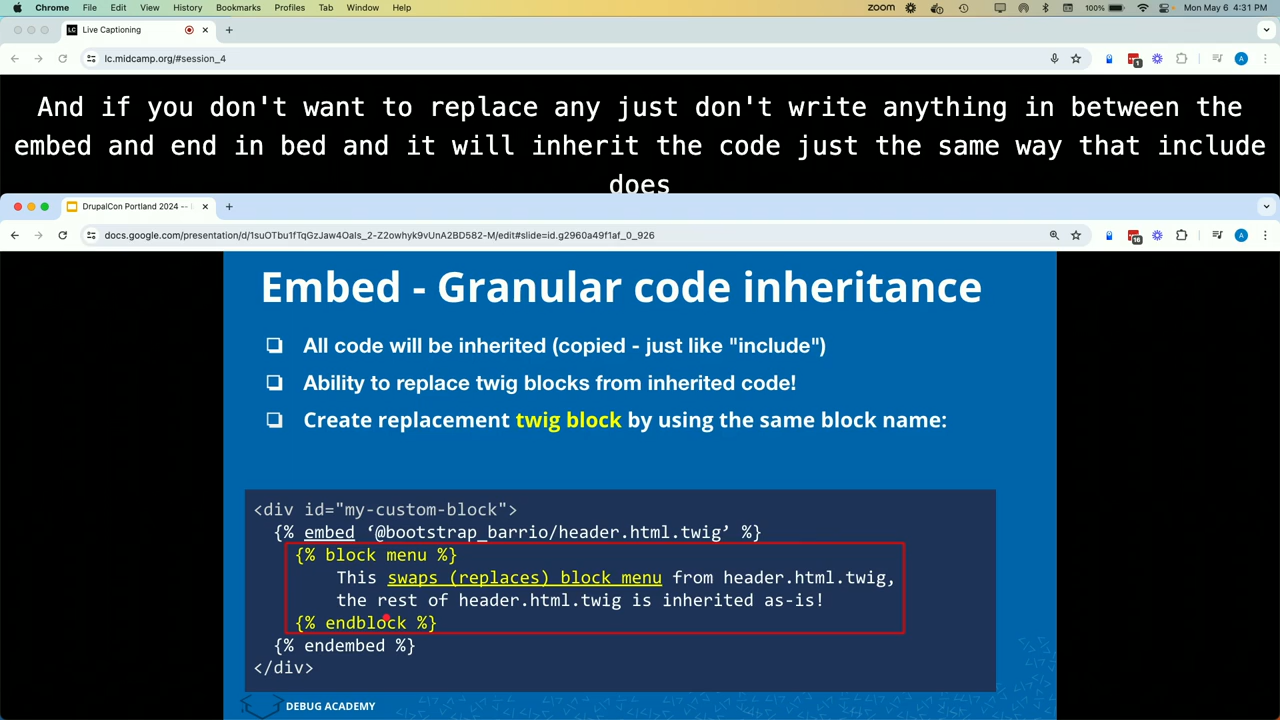 Chrome File Edit View History Bookmarks Profiles Tab Window Help
zoom 100% Mon May 6 4:31 PM
LC Live Captioning
lc.midcamp.org/#session_4
1 A
And if you don't want to replace any just don't write anything in between the
embed and end in bed and it will inherit the code just the same way that include
does
DrupalCon Portland 2024 --
docs.google.com/presentation/d/1suOTbu1fTqGzJaw4Oals_2-Z2owhyk9vUnA2BD582-M/edit#slide=id.g2960a49f1af_0_926
16 A
Embed - Granular code inheritance
All code will be inherited (copied - just like "include")
Ability to replace twig blocks from inherited code!
Create replacement twig block by using the same block name:
<div id="my-custom-block">
{% embed ‘@bootstrap_barrio/header.html.twig’ %}
{% block menu %}
This swaps (replaces) block menu from header.html.twig,
the rest of header.html.twig is inherited as-is!
{% endblock %}
{% endembed %}
</div>
DEBUG ACADEMY